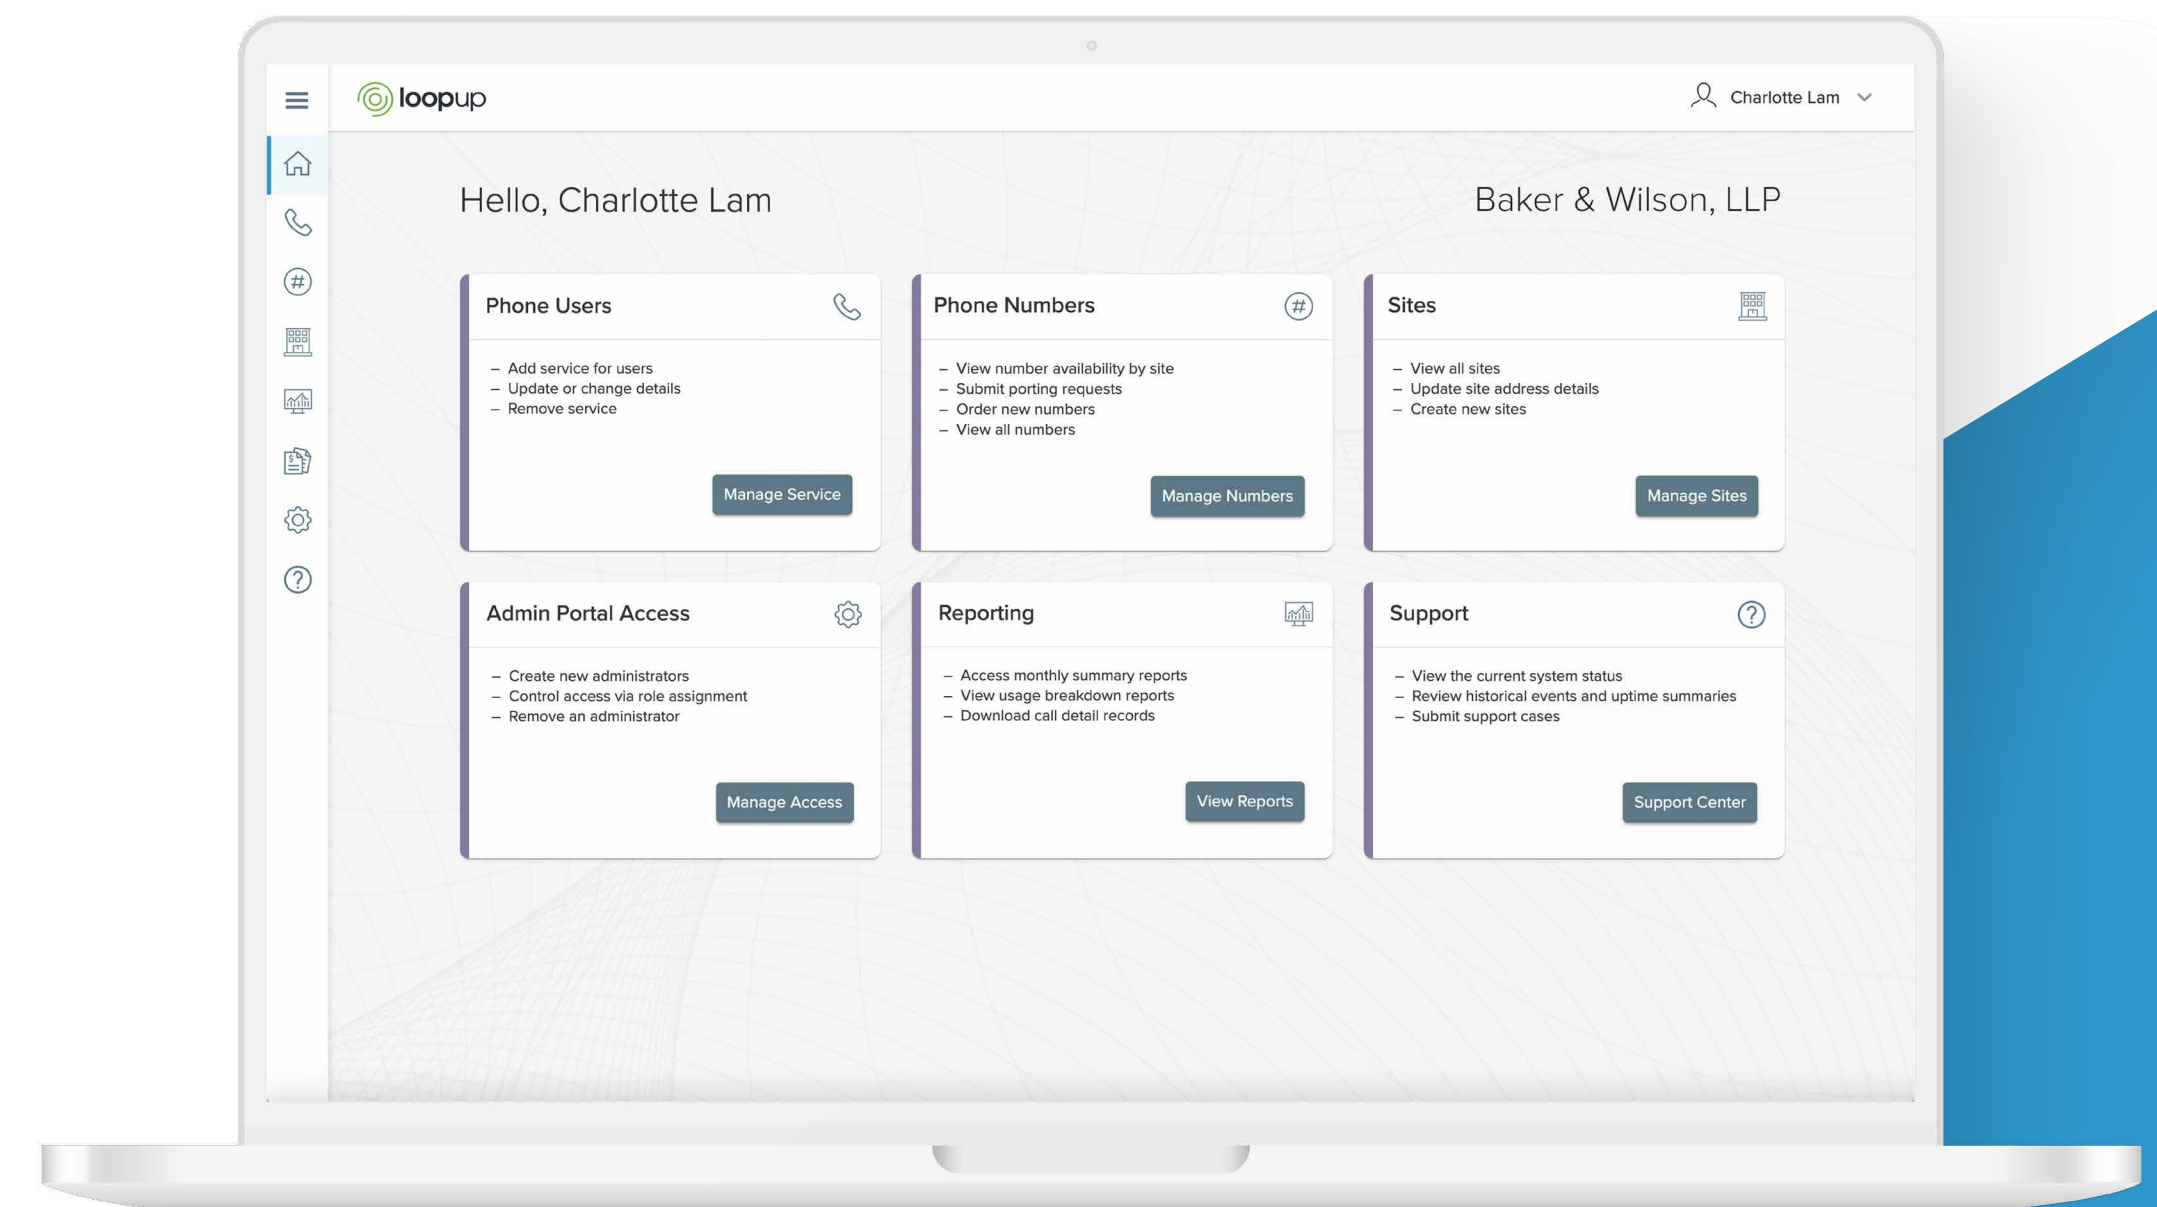 loopup
Charlotte Lam
Hello, Charlotte Lam
Baker & Wilson, LLP
Phone Users
– Add service for users
– Update or change details
– Remove service
Manage Service
Phone Numbers
#
– View number availability by site
– Submit porting requests
– Order new numbers
– View all numbers
Manage Numbers
Sites
– View all sites
– Update site address details
– Create new sites
Manage Sites
Admin Portal Access
– Create new administrators
– Control access via role assignment
– Remove an administrator
Manage Access
Reporting
– Access monthly summary reports
– View usage breakdown reports
– Download call detail records
View Reports
Support
?
– View the current system status
– Review historical events and uptime summaries
– Submit support cases
Support Center
#
$
?